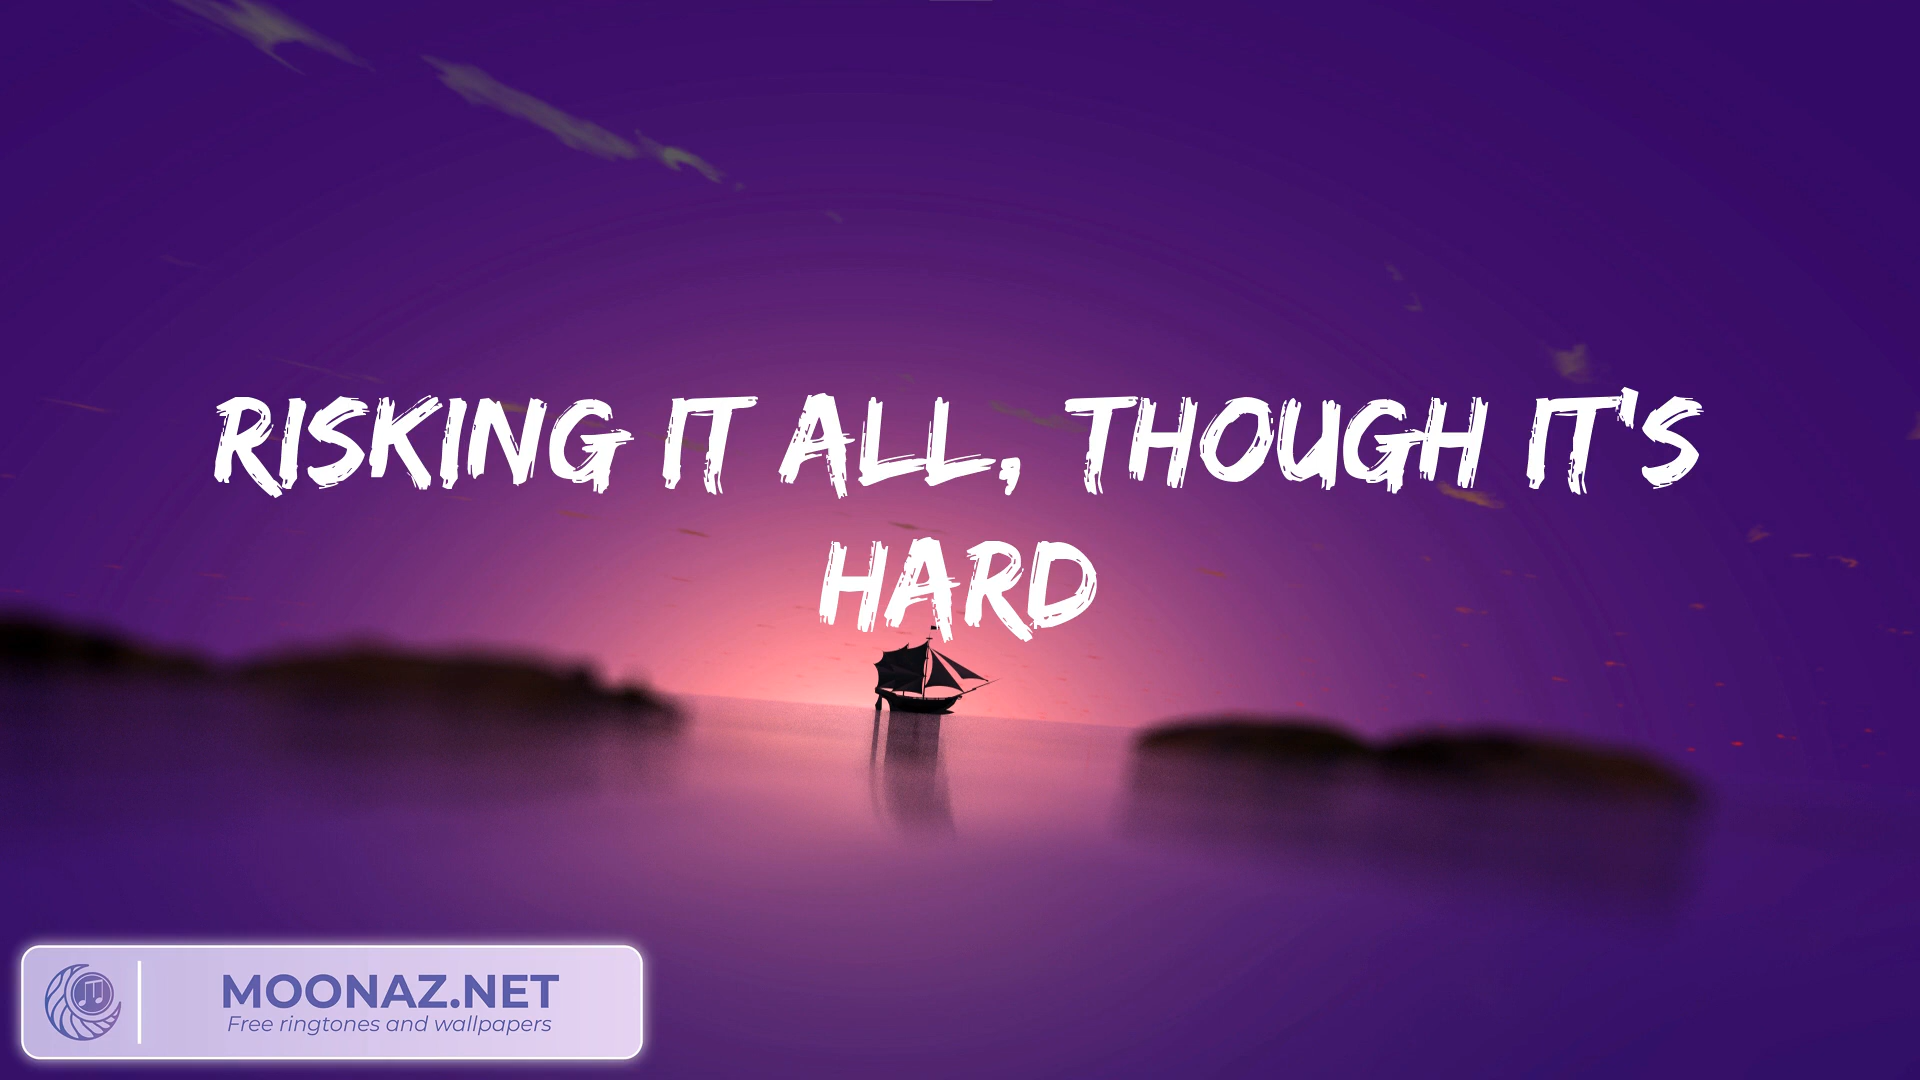 RISKING IT ALL, THOUGH IT'S
HARD
MOONAZ.NET
Free ringtones and wallpapers